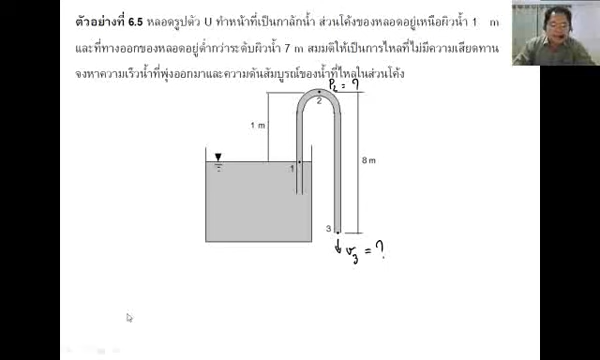 ตัวอย่างที่ 6.5 หลอดรูปตัว U ทำหน้าที่เป็นกาลักน้ำ ส่วนโค้งของหลอดอยู่เหนือผิวน้ำ 1 m
และที่ทางออกของหลอดอยู่ต่ำกว่าระดับผิวน้ำ 7 m สมมติให้เป็นการไหลที่ไม่มีความเสียดทาน
จงหาความเร็วน้ำที่พุ่งออกมาและความดันสัมบูรณ์ของน้ำที่ไหลในส่วนโค้ง
P₂ = ?
2
1 m
1
8 m
3
v₃ = ?